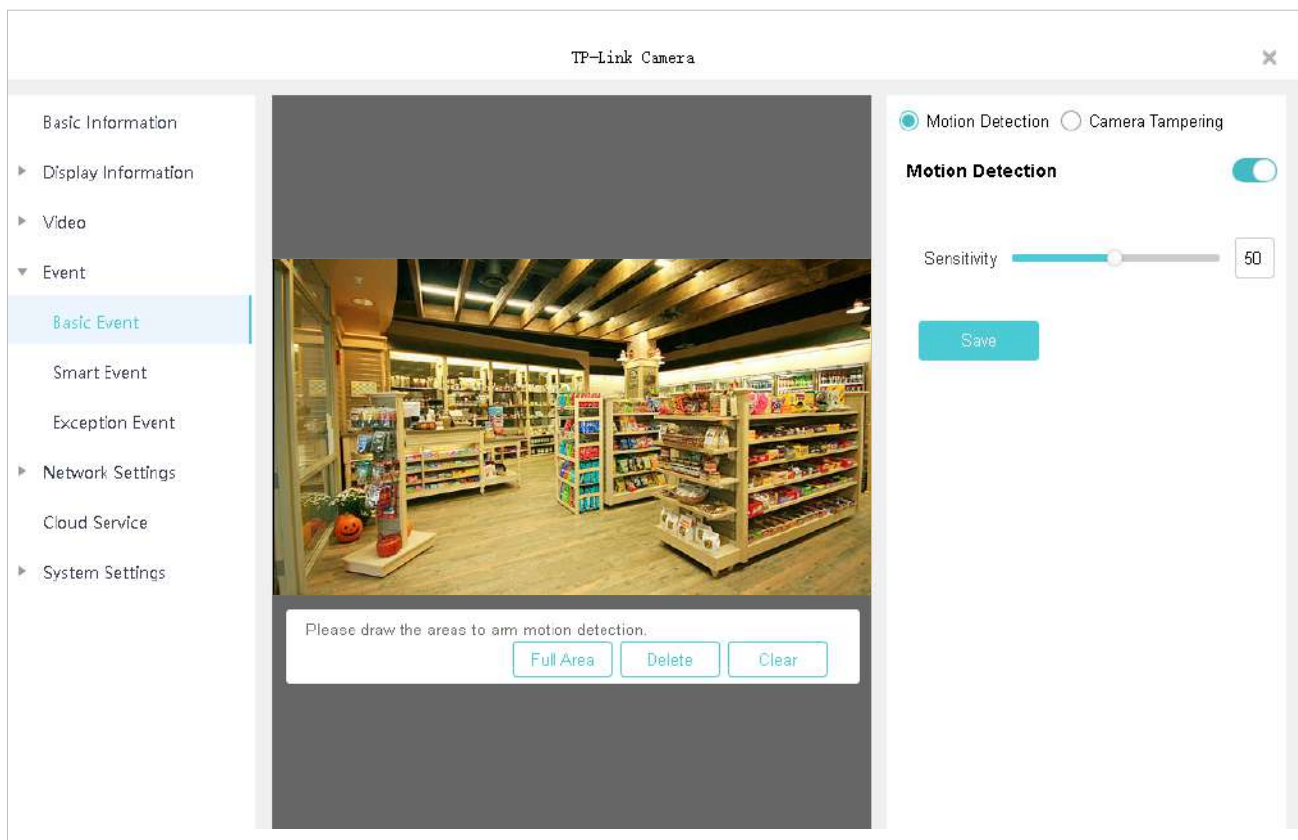 TP-Link Camera
Basic Information
Display Information
Video
Event
Basic Event
Smart Event
Exception Event
Network Settings
Cloud Service
System Settings
Please draw the areas to arm motion detection.
Full Area Delete Clear
Motion Detection Camera Tampering
Motion Detection
Sensitivity 50
Save